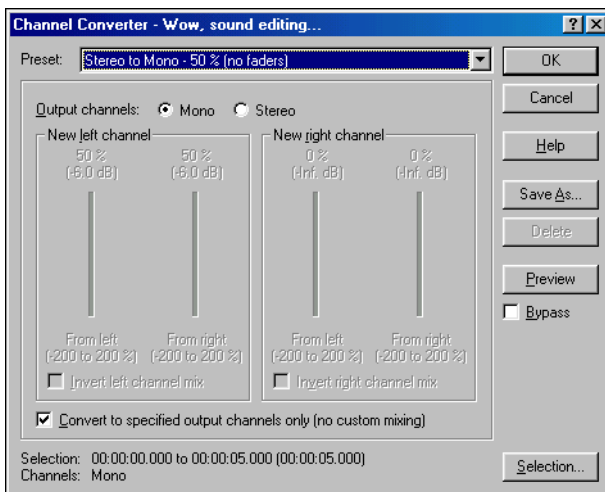 Channel Converter - Wow, sound editing...
Preset: Stereo to Mono - 50 % (no faders)
OK
Cancel
Help
Save As...
Delete
Preview
Bypass
Output channels: Mono Stereo
New left channel
50 % 50 %
(-6.0 dB) (-6.0 dB)
From left From right
(-200 to 200 %) (-200 to 200 %)
Invert left channel mix
New right channel
0 % 0 %
(-Inf. dB) (-Inf. dB)
From left From right
(-200 to 200 %) (-200 to 200 %)
Invert right channel mix
Convert to specified output channels only (no custom mixing)
Selection: 00:00:00.000 to 00:00:05.000 (00:00:05.000)
Channels: Mono
Selection...